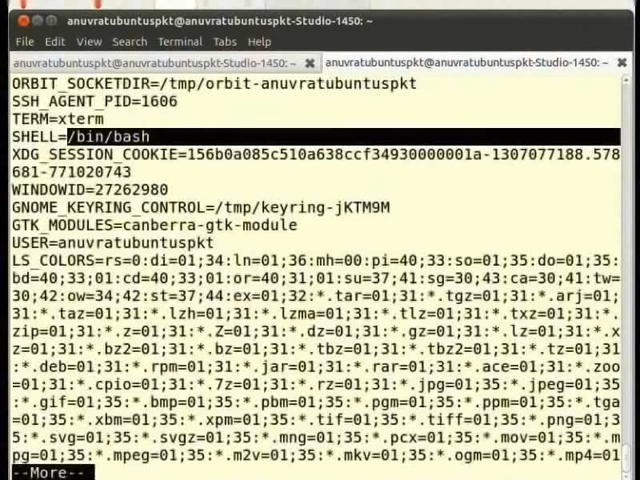 anuvratubuntuspkt@anuvratubuntuspkt-Studio-1450: ~
File Edit View Search Terminal Tabs Help
anuvratubuntuspkt@anuvratubuntuspkt-Studio-1450: ~ anuvratubuntuspkt@anuvratubuntuspkt-Studio-1450: ~
ORBIT_SOCKETDIR=/tmp/orbit-anuvratubuntuspkt
SSH_AGENT_PID=1606
TERM=xterm
SHELL=/bin/bash
XDG_SESSION_COOKIE=156b0a085c510a638ccf34930000001a-1307077188.578
681-771020743
WINDOWID=27262980
GNOME_KEYRING_CONTROL=/tmp/keyring-jKTM9M
GTK_MODULES=canberra-gtk-module
USER=anuvratubuntuspkt
LS_COLORS=rs=0:di=01;34:ln=01;36:mh=00:pi=40;33:so=01;35:do=01;35:
bd=40;33;01:cd=40;33;01:or=40;31;01:su=37;41:sg=30;43:ca=30;41:tw=
30;42:ow=34;42:st=37;44:ex=01;32:*.tar=01;31:*.tgz=01;31:*.arj=01;
31:*.taz=01;31:*.lzh=01;31:*.lzma=01;31:*.tlz=01;31:*.txz=01;31:*.
zip=01;31:*.z=01;31:*.Z=01;31:*.dz=01;31:*.gz=01;31:*.lz=01;31:*.x
z=01;31:*.bz2=01;31:*.bz=01;31:*.tbz=01;31:*.tbz2=01;31:*.tz=01;31
:*.deb=01;31:*.rpm=01;31:*.jar=01;31:*.rar=01;31:*.ace=01;31:*.zoo
=01;31:*.cpio=01;31:*.7z=01;31:*.rz=01;31:*.jpg=01;35:*.jpeg=01;35
:*.gif=01;35:*.bmp=01;35:*.pbm=01;35:*.pgm=01;35:*.ppm=01;35:*.tga
=01;35:*.xbm=01;35:*.xpm=01;35:*.tif=01;35:*.tiff=01;35:*.png=01;3
5:*.svg=01;35:*.svgz=01;35:*.mng=01;35:*.pcx=01;35:*.mov=01;35:*.m
pg=01;35:*.mpeg=01;35:*.m2v=01;35:*.mkv=01;35:*.ogm=01;35:*.mp4=01
--More--